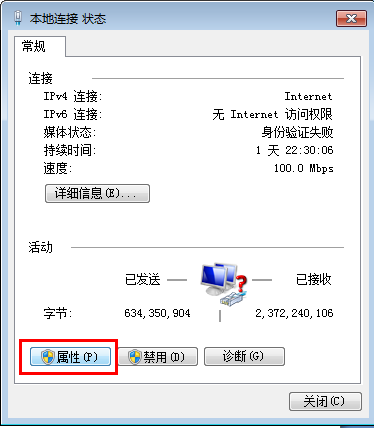 本地连接 状态
常规
连接
IPv4 连接: Internet
IPv6 连接: 无 Internet 访问权限
媒体状态: 身份验证失败
持续时间: 1 天 22:30:06
速度: 100.0 Mbps
详细信息(E)...
活动
已发送 已接收
字节: 634,350,904 2,372,240,106
属性(P) 禁用(D) 诊断(G)
关闭(C)